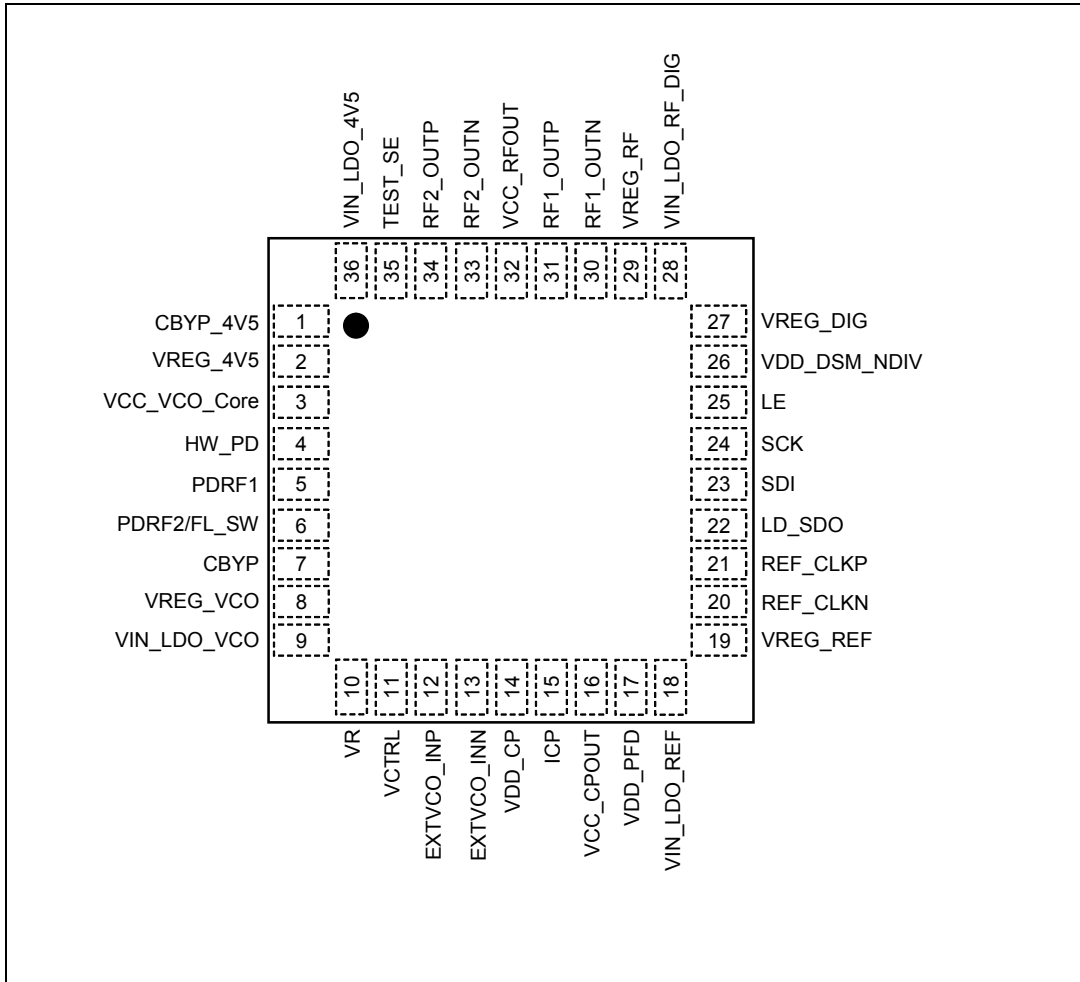 VIN_LDO_4V5
TEST_SE
RF2_OUTP
RF2_OUTN
VCC_RFOUT
RF1_OUTP
RF1_OUTN
VREG_RF
VIN_LDO_RF_DIG
36
35
34
33
32
31
30
29
28
CBYP_4V5 1
VREG_4V5 2
VCC_VCO_Core 3
HW_PD 4
PDRF1 5
PDRF2/FL_SW 6
CBYP 7
VREG_VCO 8
VIN_LDO_VCO 9
27 VREG_DIG
26 VDD_DSM_NDIV
25 LE
24 SCK
23 SDI
22 LD_SDO
21 REF_CLKP
20 REF_CLKN
19 VREG_REF
10
11
12
13
14
15
16
17
18
VR
VCTRL
EXTVCO_INP
EXTVCO_INN
VDD_CP
ICP
VCC_CPOUT
VDD_PFD
VIN_LDO_REF